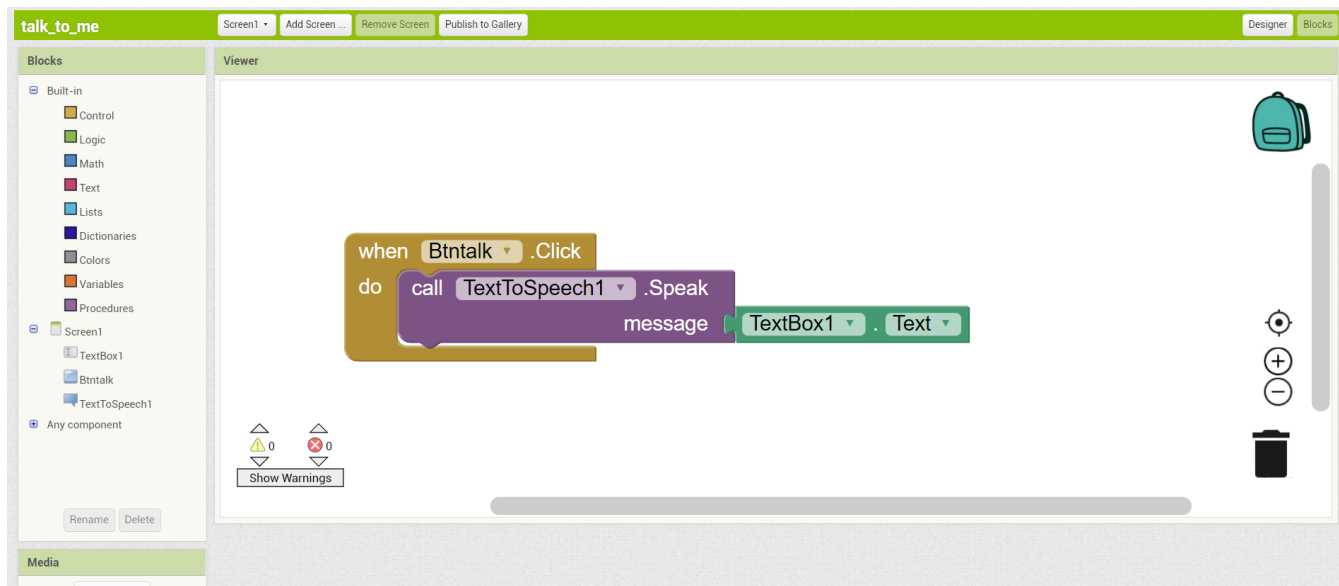 talk_to_me Screen1 Add Screen ... Remove Screen Publish to Gallery Designer Blocks
Blocks
Viewer
Built-in
Control
Logic
Math
Text
Lists
Dictionaries
Colors
Variables
Procedures
Screen1
TextBox1
Btntalk
TextToSpeech1
Any component
Rename Delete
Media
when Btntalk .Click
do call TextToSpeech1 .Speak
message TextBox1 . Text
0 0
Show Warnings